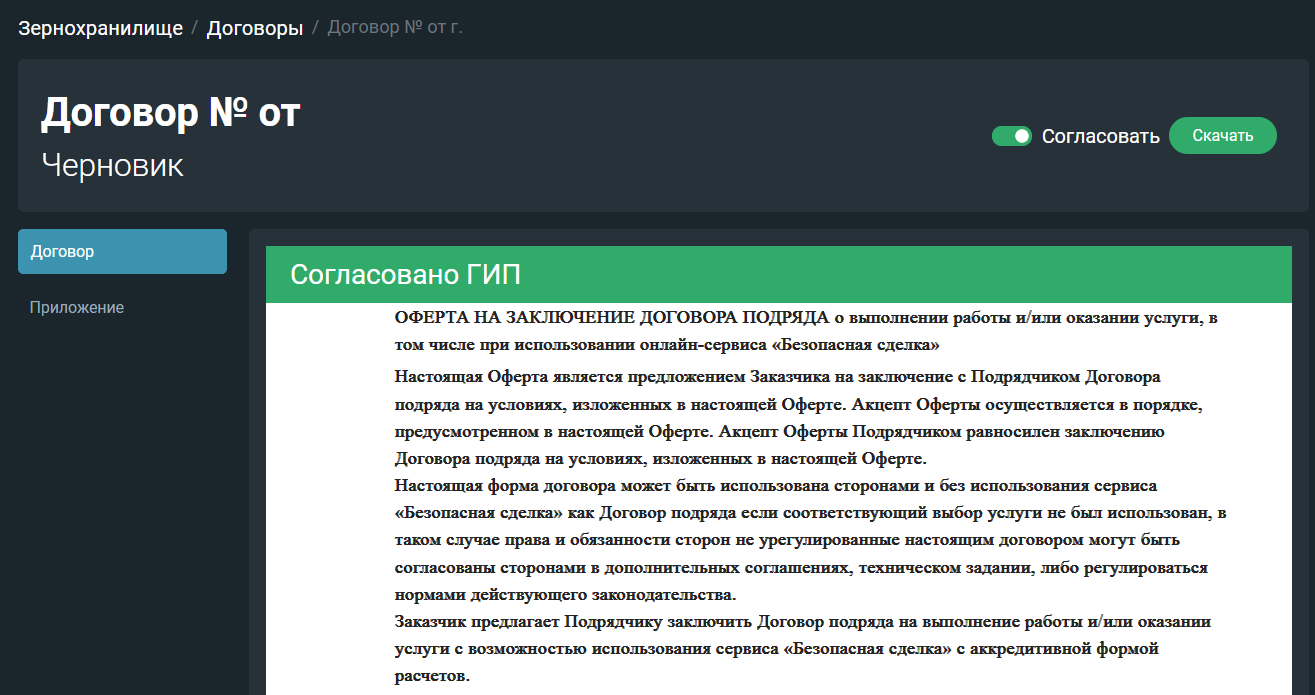 Зернохранилище / Договоры / Договор № от г.
Договор № от
Черновик
Согласовать
Скачать
Договор
Приложение
Согласовано ГИП
ОФЕРТА НА ЗАКЛЮЧЕНИЕ ДОГОВОРА ПОДРЯДА о выполнении работы и/или оказании услуги, в
том числе при использовании онлайн-сервиса «Безопасная сделка»
Настоящая Оферта является предложением Заказчика на заключение с Подрядчиком Договора
подряда на условиях, изложенных в настоящей Оферте. Акцепт Оферты осуществляется в порядке,
предусмотренном в настоящей Оферте. Акцепт Оферты Подрядчиком равносилен заключению
Договора подряда на условиях, изложенных в настоящей Оферте.
Настоящая форма договора может быть использована сторонами и без использования сервиса
«Безопасная сделка» как Договор подряда если соответствующий выбор услуги не был использован, в
таком случае права и обязанности сторон не урегулированные настоящим договором могут быть
согласованы сторонами в дополнительных соглашениях, техническом задании, либо регулироваться
нормами действующего законодательства.
Заказчик предлагает Подрядчику заключить Договор подряда на выполнение работы и/или оказании
услуги с возможностью использования сервиса «Безопасная сделка» с аккредитивной формой
расчетов.